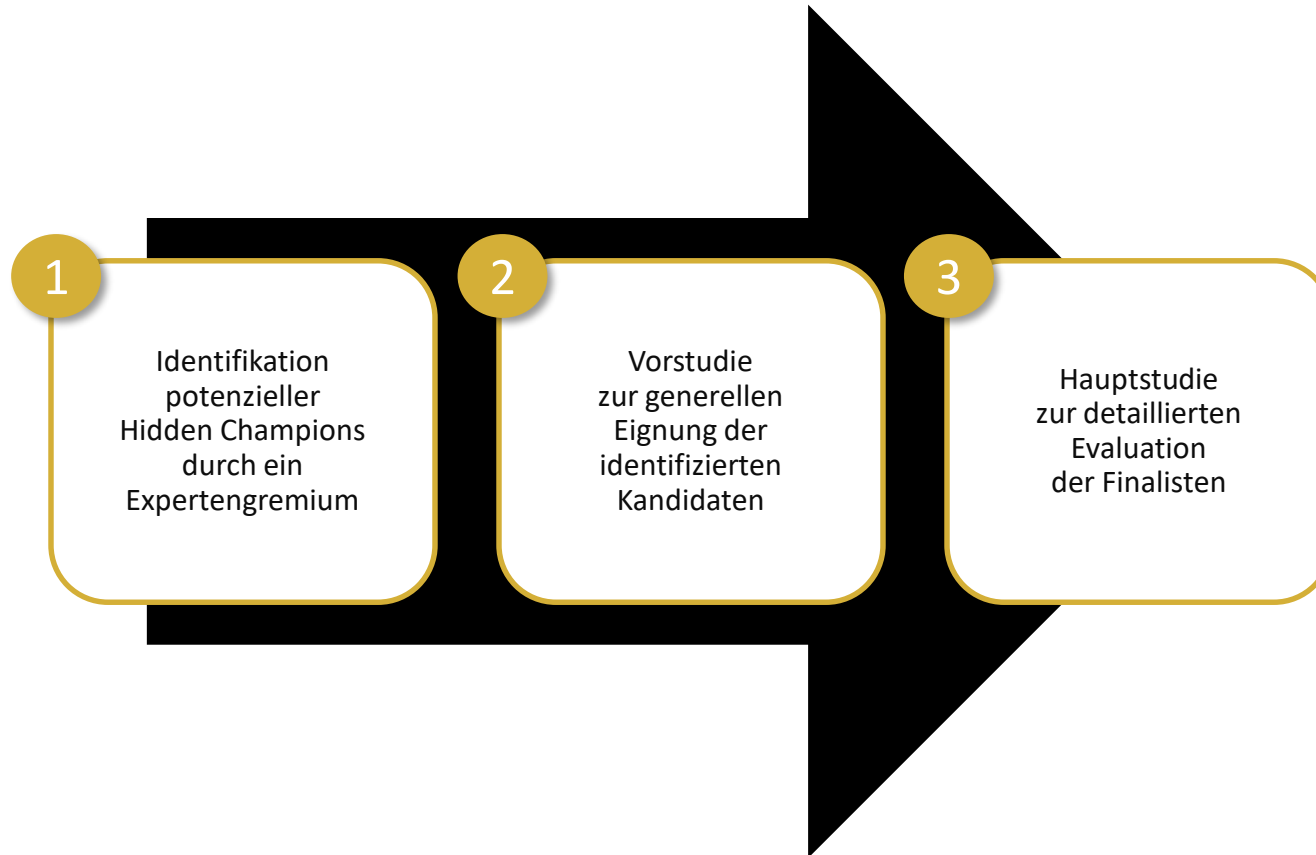 1
Identifikation
potenzieller
Hidden Champions
durch ein
Expertengremium
2
Vorstudie
zur generellen
Eignung der
identifizierten
Kandidaten
3
Hauptstudie
zur detaillierten
Evaluation
der Finalisten